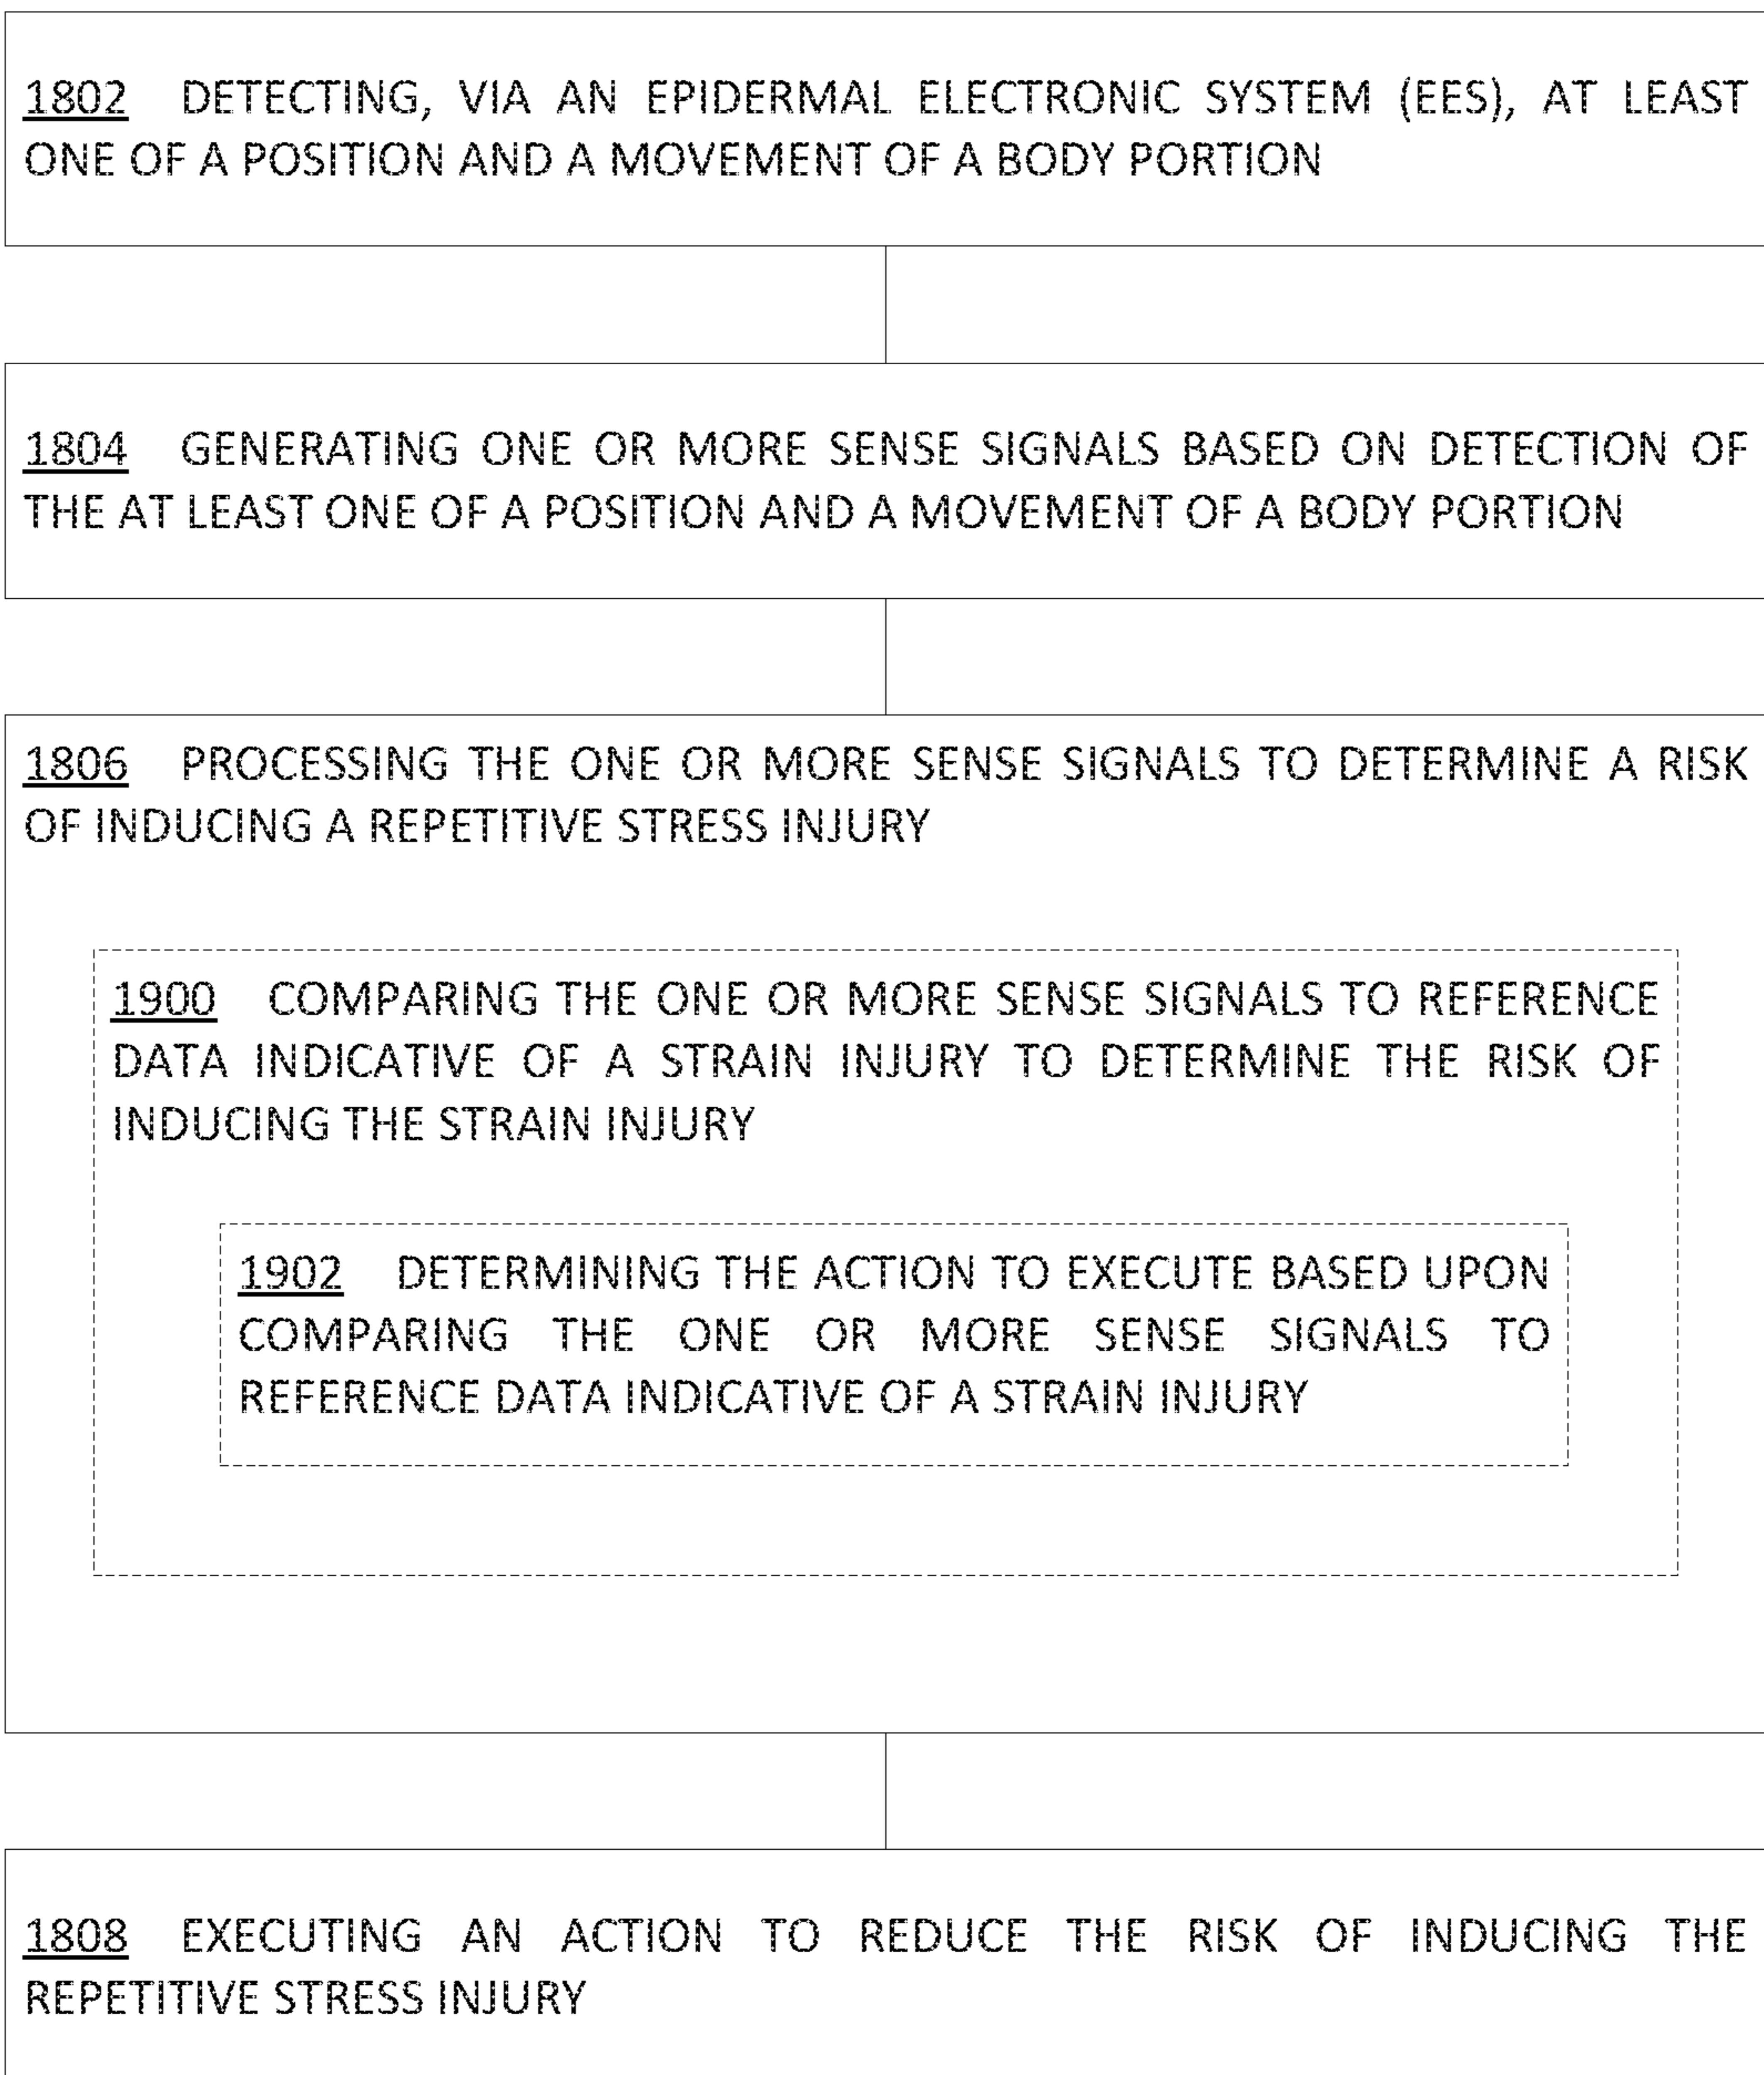 1802 DETECTING, VIA AN EPIDERMAL ELECTRONIC SYSTEM (EES), AT LEAST
ONE OF A POSITION AND A MOVEMENT OF A BODY PORTION
1804 GENERATING ONE OR MORE SENSE SIGNALS BASED ON DETECTION OF
THE AT LEAST ONE OF A POSITION AND A MOVEMENT OF A BODY PORTION
1806 PROCESSING THE ONE OR MORE SENSE SIGNALS TO DETERMINE A RISK
OF INDUCING A REPETITIVE STRESS INJURY
1900 COMPARING THE ONE OR MORE SENSE SIGNALS TO REFERENCE
DATA INDICATIVE OF A STRAIN INJURY TO DETERMINE THE RISK OF
INDUCING THE STRAIN INJURY
1902 DETERMINING THE ACTION TO EXECUTE BASED UPON
COMPARING THE ONE OR MORE SENSE SIGNALS TO
REFERENCE DATA INDICATIVE OF A STRAIN INJURY
1808 EXECUTING AN ACTION TO REDUCE THE RISK OF INDUCING THE
REPETITIVE STRESS INJURY